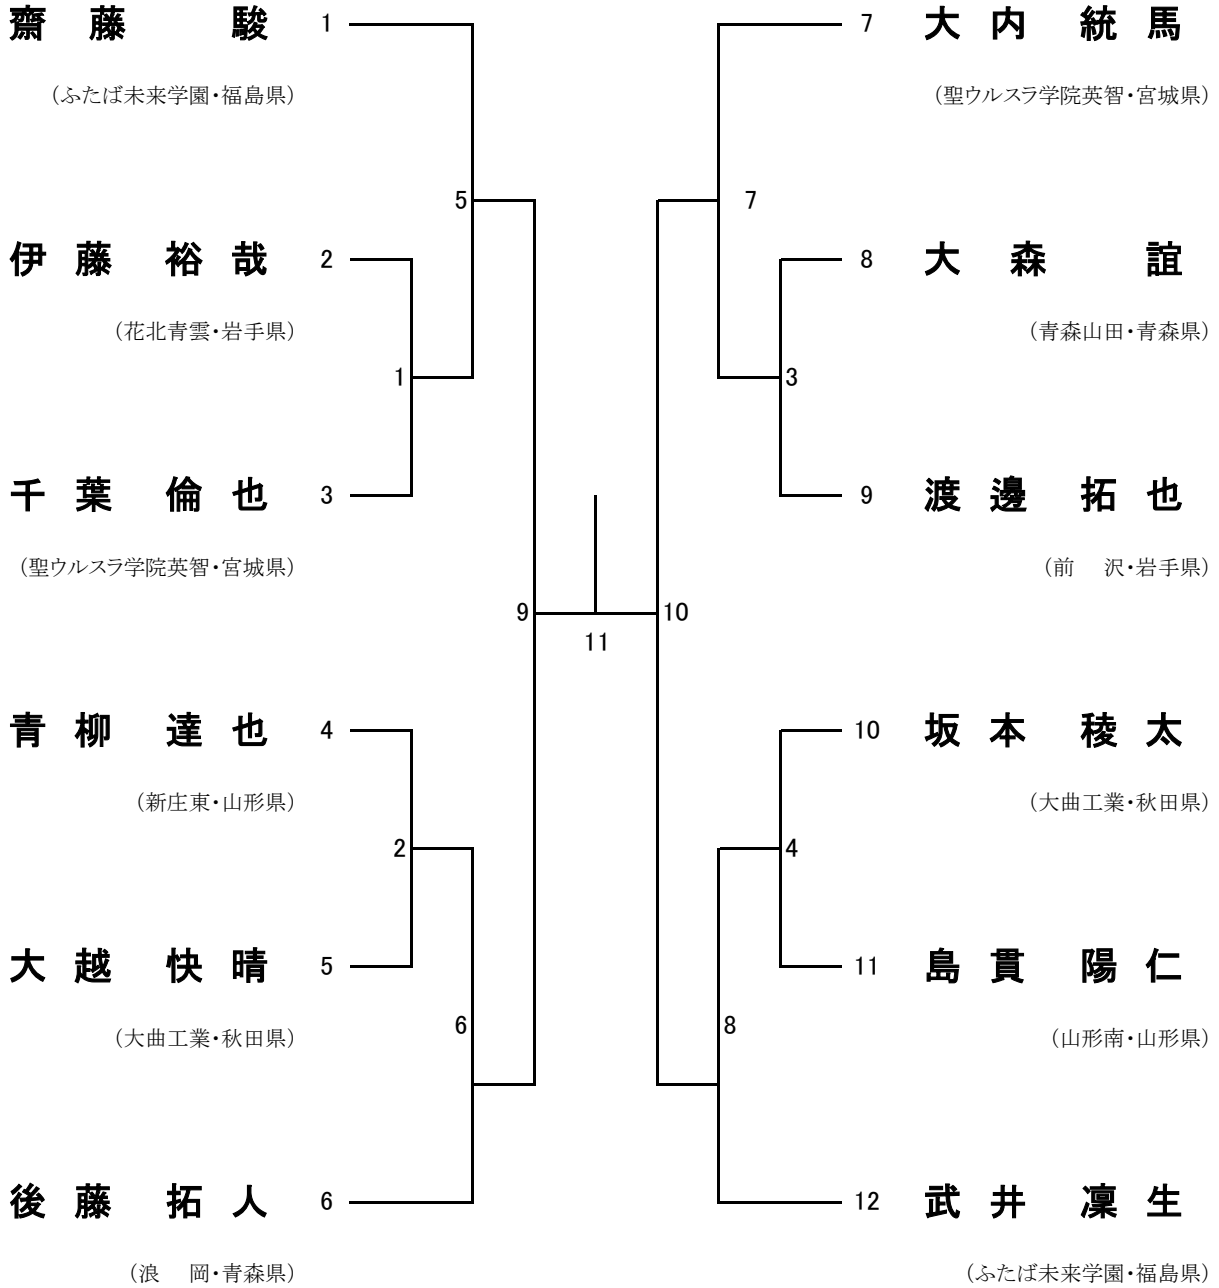 齋藤 駿 1
(ふたば未来学園・福島県)
5
伊藤 裕哉 2
(花北青雲・岩手県)
1
千葉 倫也 3
(聖ウルスラ学院英智・宮城県)
9
青柳 達也 4
(新庄東・山形県)
2
大越 快晴 5
(大曲工業・秋田県)
6
後藤 拓人 6
(浪 岡・青森県)
11
7 大内 統馬
(聖ウルスラ学院英智・宮城県)
7
8 大森 誼
(青森山田・青森県)
3
9 渡邊 拓也
(前 沢・岩手県)
10
10 坂本 稜太
(大曲工業・秋田県)
4
11 島貫 陽仁
(山形南・山形県)
8
12 武井 凜生
(ふたば未来学園・福島県)